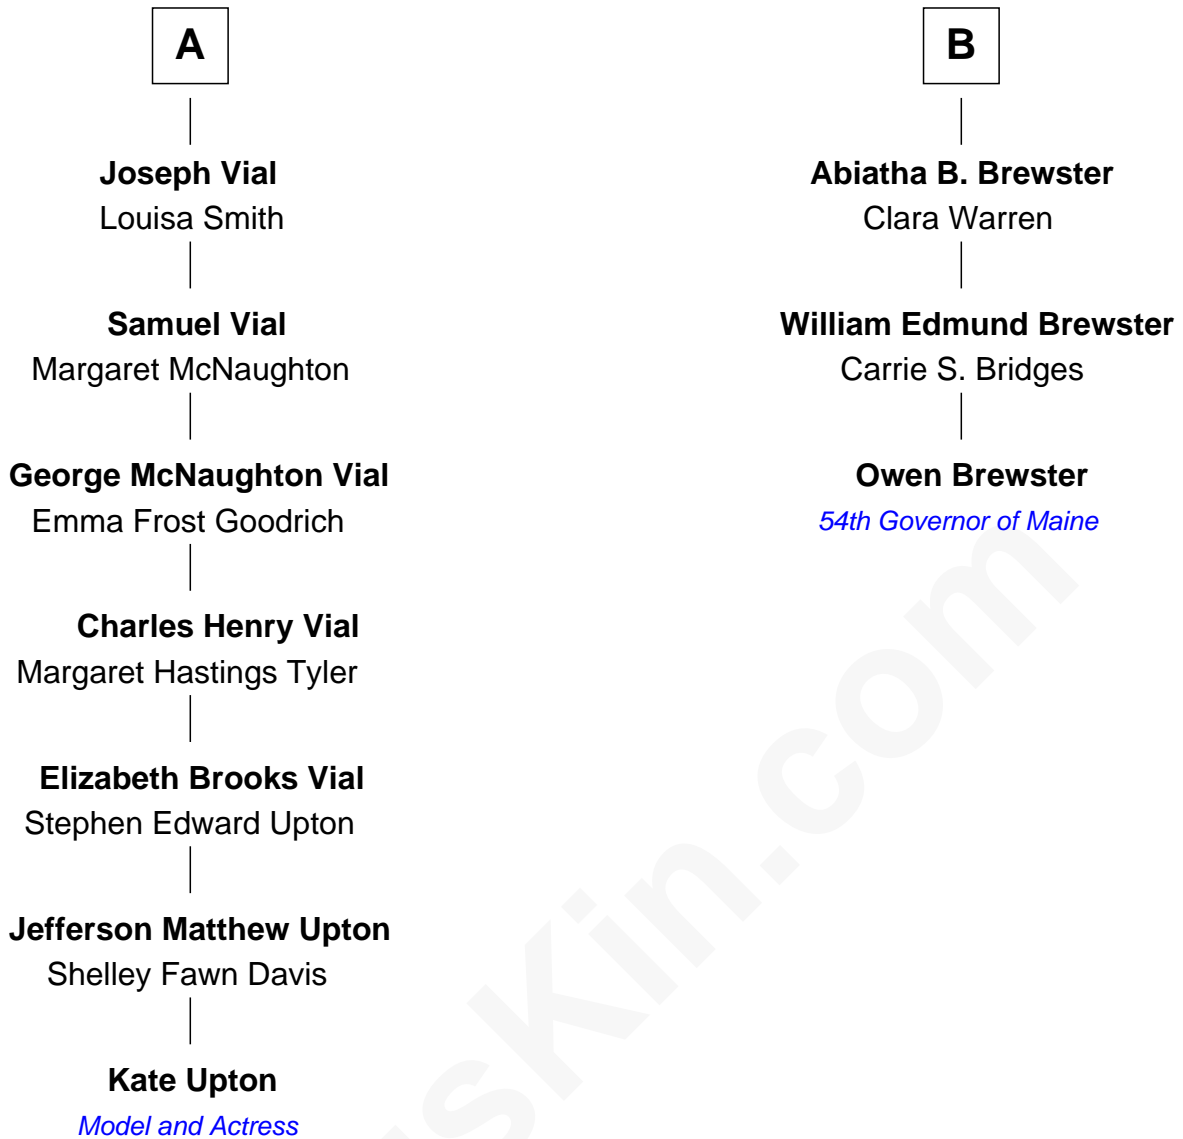 A
Joseph Vial
Louisa Smith
Samuel Vial
Margaret McNaughton
George McNaughton Vial
Emma Frost Goodrich
Charles Henry Vial
Margaret Hastings Tyler
Elizabeth Brooks Vial
Stephen Edward Upton
Jefferson Matthew Upton
Shelley Fawn Davis
Kate Upton
Model and Actress
B
Abiatha B. Brewster
Clara Warren
William Edmund Brewster
Carrie S. Bridges
Owen Brewster
54th Governor of Maine
sKin.com